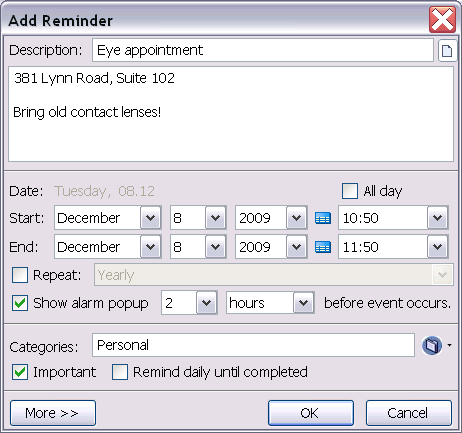 Add Reminder
Description: Eye appointment
381 Lynn Road, Suite 102
Bring old contact lenses!
Date: Tuesday, 08.12 All day
Start: December 8 2009 10:50
End: December 8 2009 11:50
Repeat: Yearly
Show alarm popup 2 hours before event occurs.
Categories: Personal
Important Remind daily until completed
More >> OK Cancel